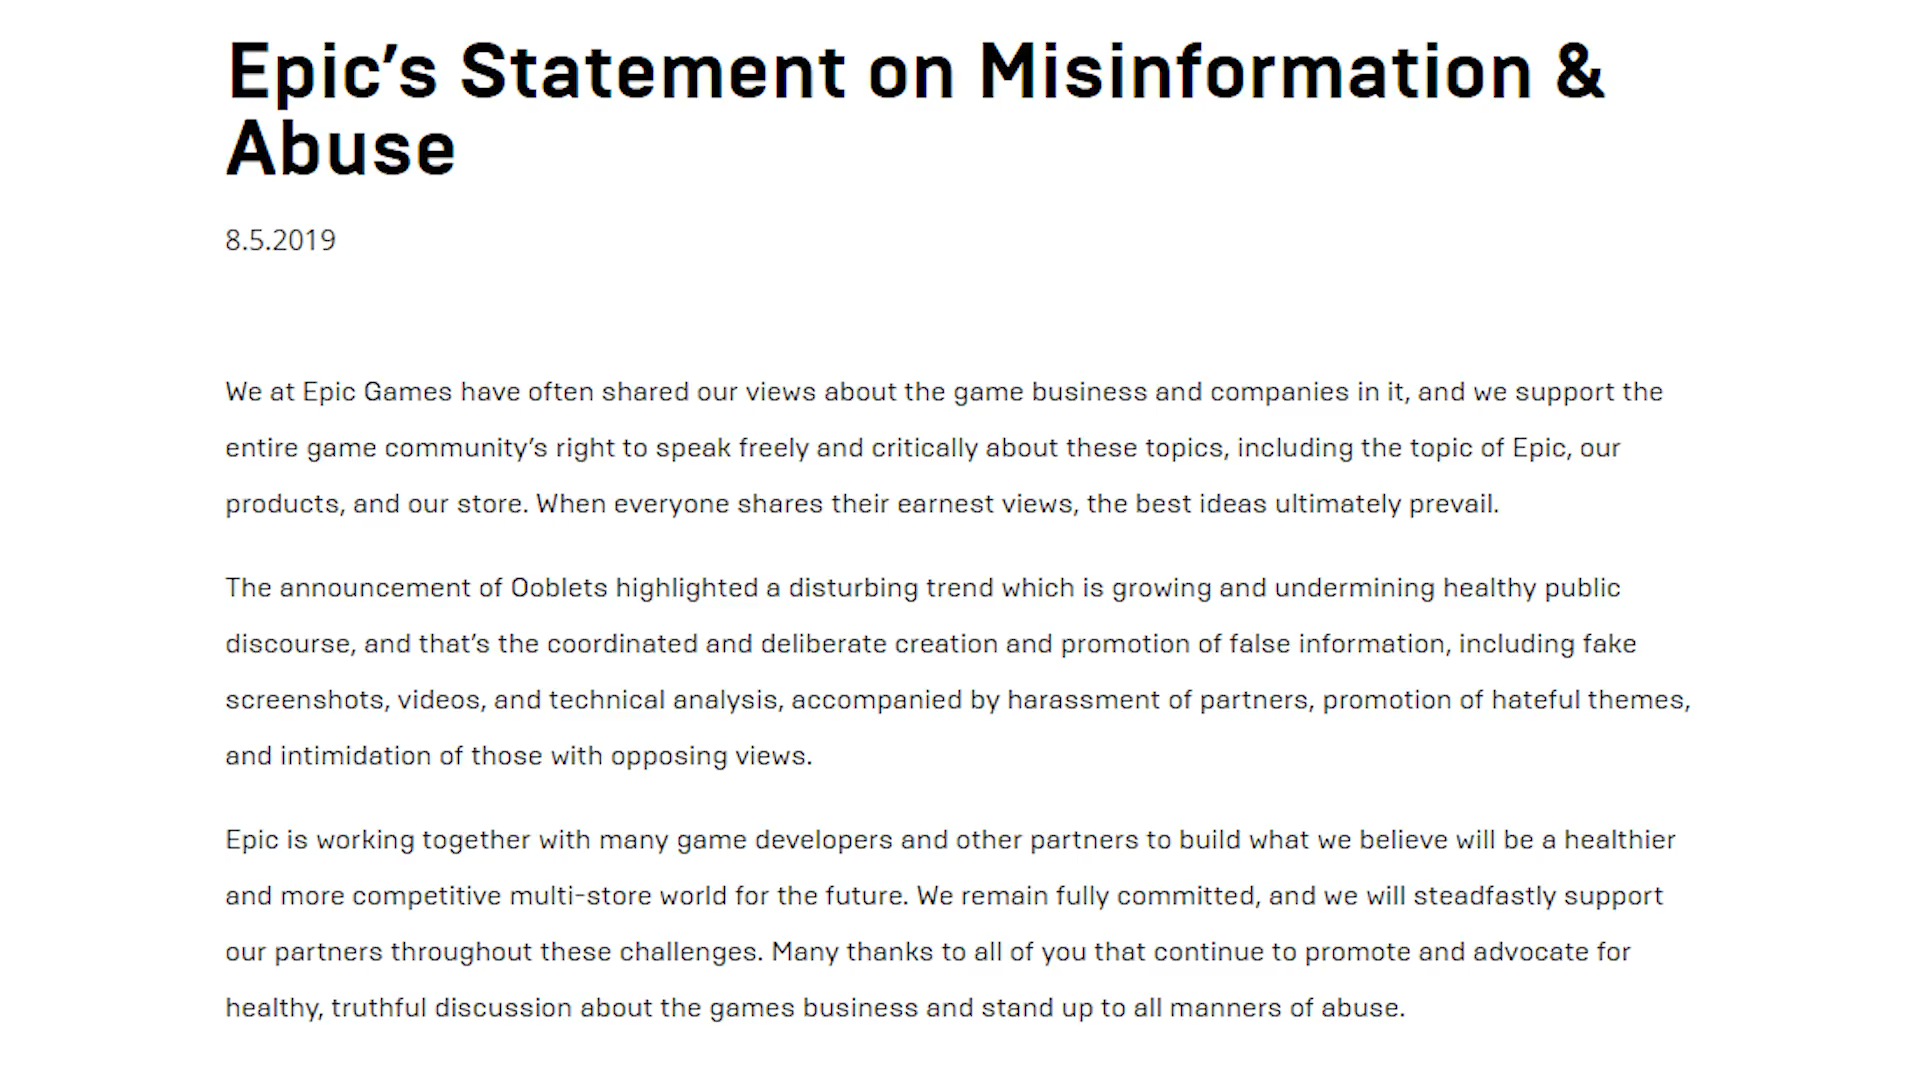 Epic’s Statement on Misinformation &
Abuse
8.5.2019
We at Epic Games have often shared our views about the game business and companies in it, and we support the
entire game community’s right to speak freely and critically about these topics, including the topic of Epic, our
products, and our store. When everyone shares their earnest views, the best ideas ultimately prevail.
The announcement of Ooblets highlighted a disturbing trend which is growing and undermining healthy public
discourse, and that’s the coordinated and deliberate creation and promotion of false information, including fake
screenshots, videos, and technical analysis, accompanied by harassment of partners, promotion of hateful themes,
and intimidation of those with opposing views.
Epic is working together with many game developers and other partners to build what we believe will be a healthier
and more competitive multi-store world for the future. We remain fully committed, and we will steadfastly support
our partners throughout these challenges. Many thanks to all of you that continue to promote and advocate for
healthy, truthful discussion about the games business and stand up to all manners of abuse.